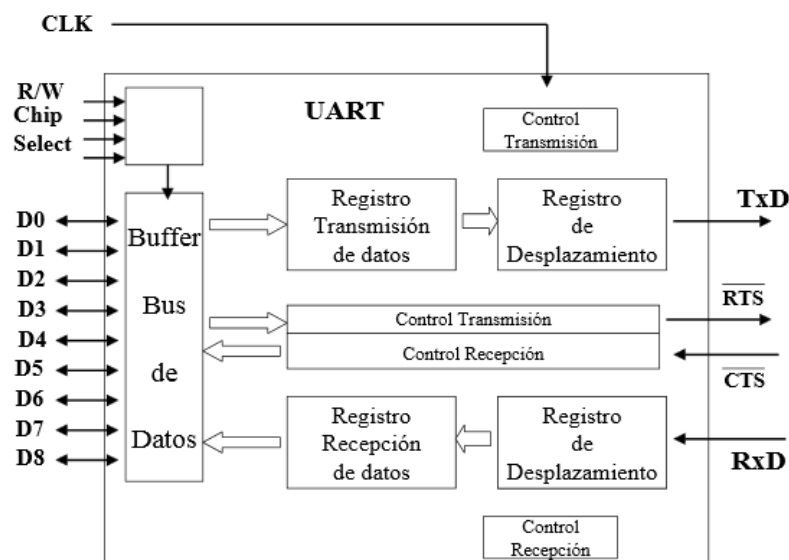 CLK
R/W
Chip
Select
UART
Control
Transmisión
D0
D1
D2
D3
D4
D5
D6
D7
D8
Buffer
Bus
de
Datos
Registro
Transmisión
de datos
Registro
de
Desplazamiento
TxD
Control Transmisión
RTS
Control Recepción
CTS
Registro
Recepción
de datos
Registro
de
Desplazamiento
RxD
Control
Recepción